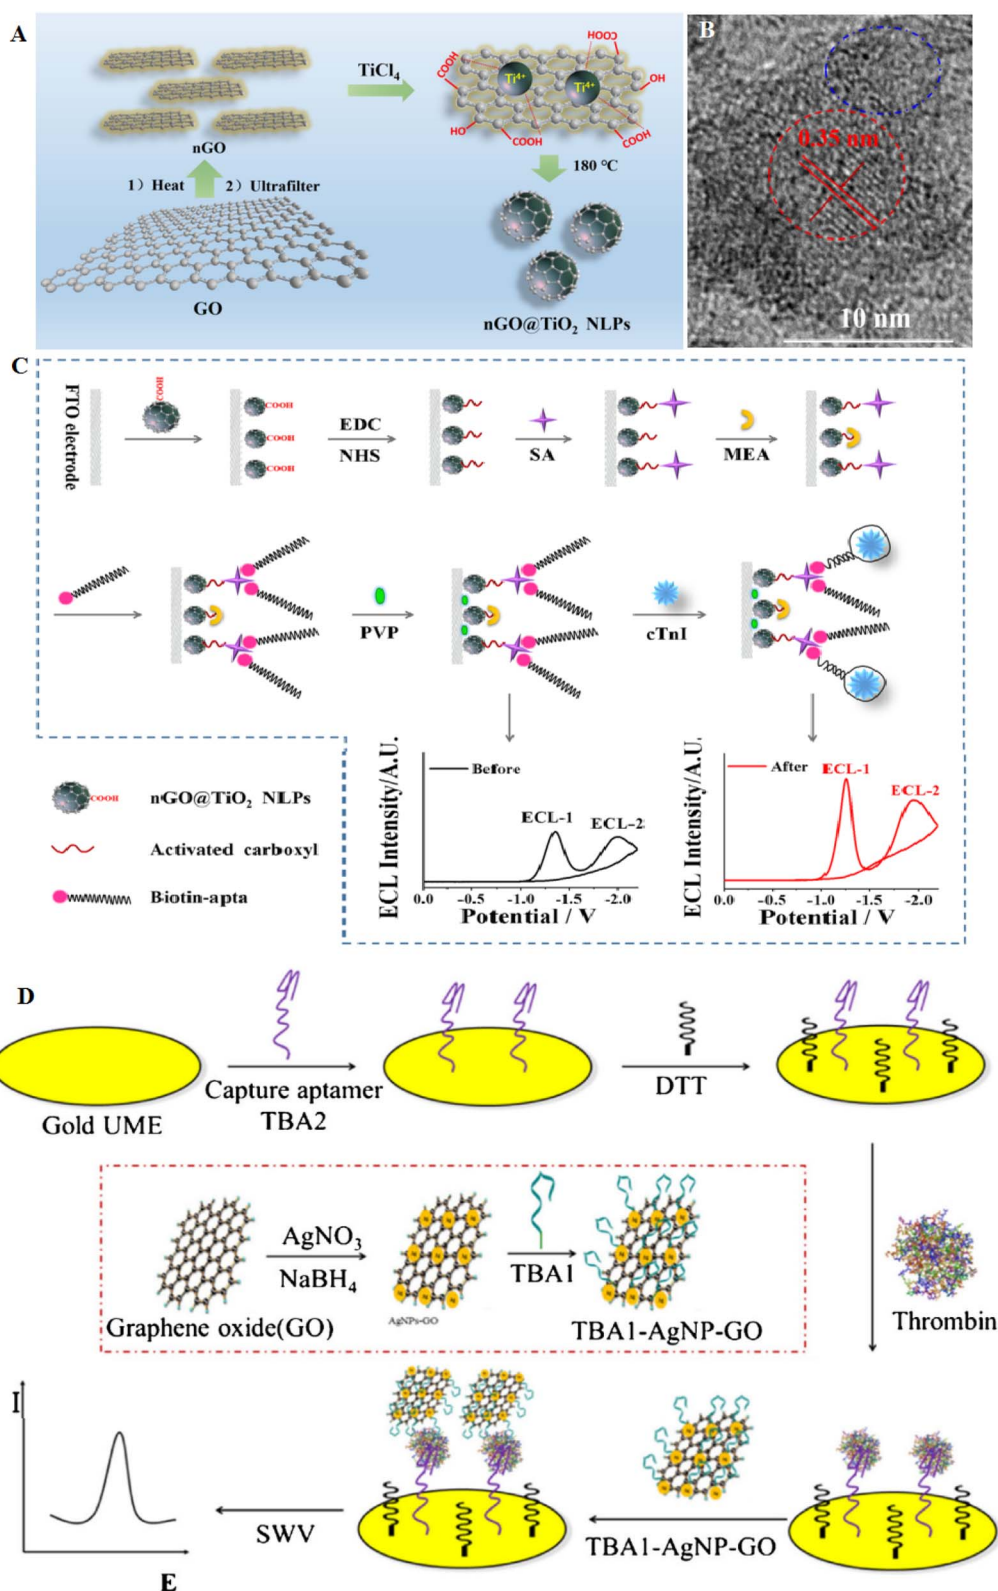 A
TiCl4
nGO
1）Heat
2）Ultrafilter
GO
COOH
HOOC
Ti4+
Ti4+
OH
HO
COOH
COOH
180 ℃
nGO@TiO2 NLPs
B
0.35 nm
10 nm
C
FTO electrode
COOH
COOH
COOH
COOH
EDC
NHS
SA
MEA
PVP
cTnI
COOH
nGO@TiO2 NLPs
Activated carboxyl
Biotin-apta
ECL Intensity/A.U.
Before
ECL-1
ECL-2
0.0 -0.5 -1.0 -1.5 -2.0
Potential / V
ECL Intensity/A.U.
After
ECL-1
ECL-2
0.0 -0.5 -1.0 -1.5 -2.0
Potential / V
D
Gold UME
Capture aptamer
TBA2
DTT
AgNO3
NaBH4
Graphene oxide(GO)
AgNPs-GO
TBA1
TBA1-AgNP-GO
Thrombin
I
E
SWV
TBA1-AgNP-GO